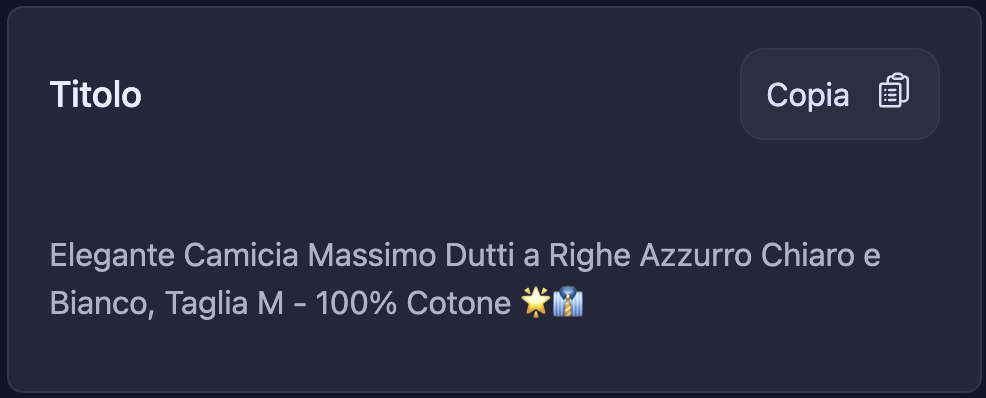 Titolo
Copia
Elegante Camicia Massimo Dutti a Righe Azzurro Chiaro e
Bianco, Taglia M - 100% Cotone 🌟👔